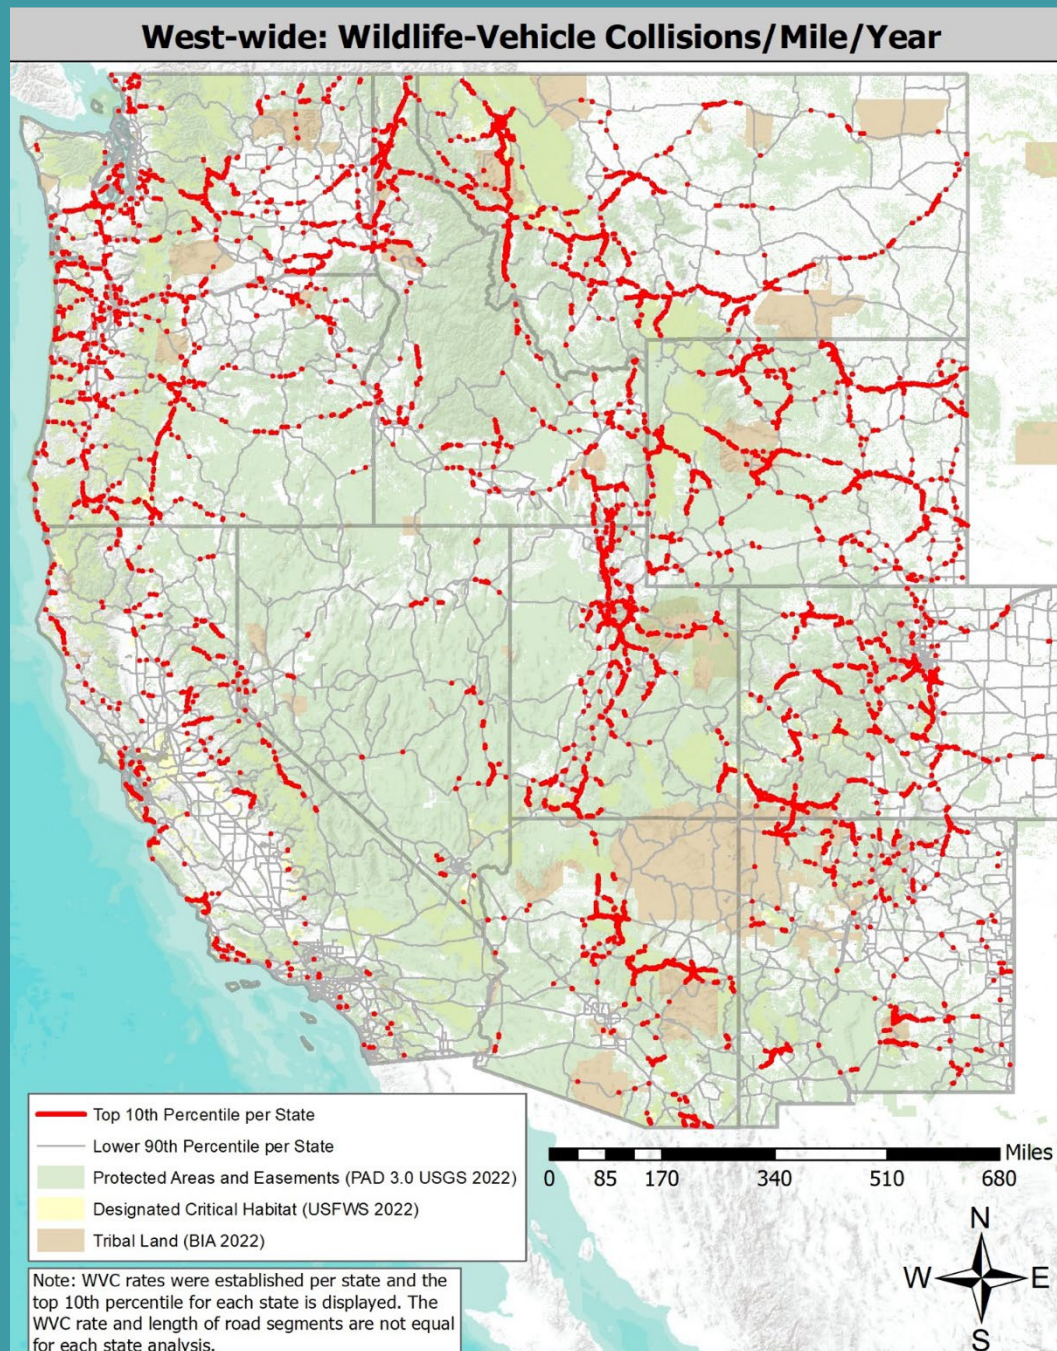 West-wide: Wildlife-Vehicle Collisions/Mile/Year
Top 10th Percentile per State
Lower 90th Percentile per State
Protected Areas and Easements (PAD 3.0 USGS 2022)
Designated Critical Habitat (USFWS 2022)
Tribal Land (BIA 2022)
Note: WVC rates were established per state and the
top 10th percentile for each state is displayed. The
WVC rate and length of road segments are not equal
for each state analysis.
Miles
0 85 170 340 510 680
N
W E
S